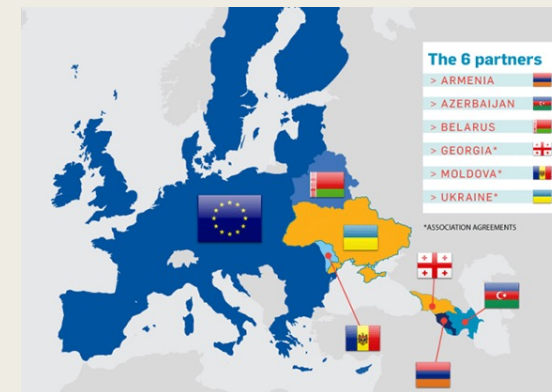 The 6 partners
> ARMENIA
> AZERBAIJAN
> BELARUS
> GEORGIA*
> MOLDOVA*
> UKRAINE*
*ASSOCIATION AGREEMENTS